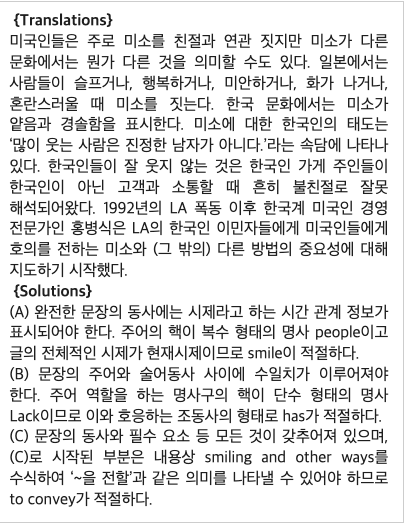 {Translations}
미국인들은 주로 미소를 친절과 연관 짓지만 미소가 다른
문화에서는 뭔가 다른 것을 의미할 수도 있다. 일본에서는
사람들이 슬프거나, 행복하거나, 미안하거나, 화가 나거나,
혼란스러울 때 미소를 짓는다. 한국 문화에서는 미소가
얕음과 경솔함을 표시한다. 미소에 대한 한국인의 태도는
‘많이 웃는 사람은 진정한 남자가 아니다.’라는 속담에 나타나
있다. 한국인들이 잘 웃지 않는 것은 한국인 가게 주인들이
한국인이 아닌 고객과 소통할 때 흔히 불친절로 잘못
해석되어왔다. 1992년의 LA 폭동 이후 한국계 미국인 경영
전문가인 홍병식은 LA의 한국인 이민자들에게 미국인들에게
호의를 전하는 미소와 (그 밖의) 다른 방법의 중요성에 대해
지도하기 시작했다.
{Solutions}
(A) 완전한 문장의 동사에는 시제라고 하는 시간 관계 정보가
표시되어야 한다. 주어의 핵이 복수 형태의 명사 people이고
글의 전체적인 시제가 현재시제이므로 smile이 적절하다.
(B) 문장의 주어와 술어동사 사이에 수일치가 이루어져야
한다. 주어 역할을 하는 명사구의 핵이 단수 형태의 명사
Lack이므로 이와 호응하는 조동사의 형태로 has가 적절하다.
(C) 문장의 동사와 필수 요소 등 모든 것이 갖추어져 있으며,
(C)로 시작된 부분은 내용상 smiling and other ways를
수식하여 ‘~을 전할’과 같은 의미를 나타낼 수 있어야 하므로
to convey가 적절하다.